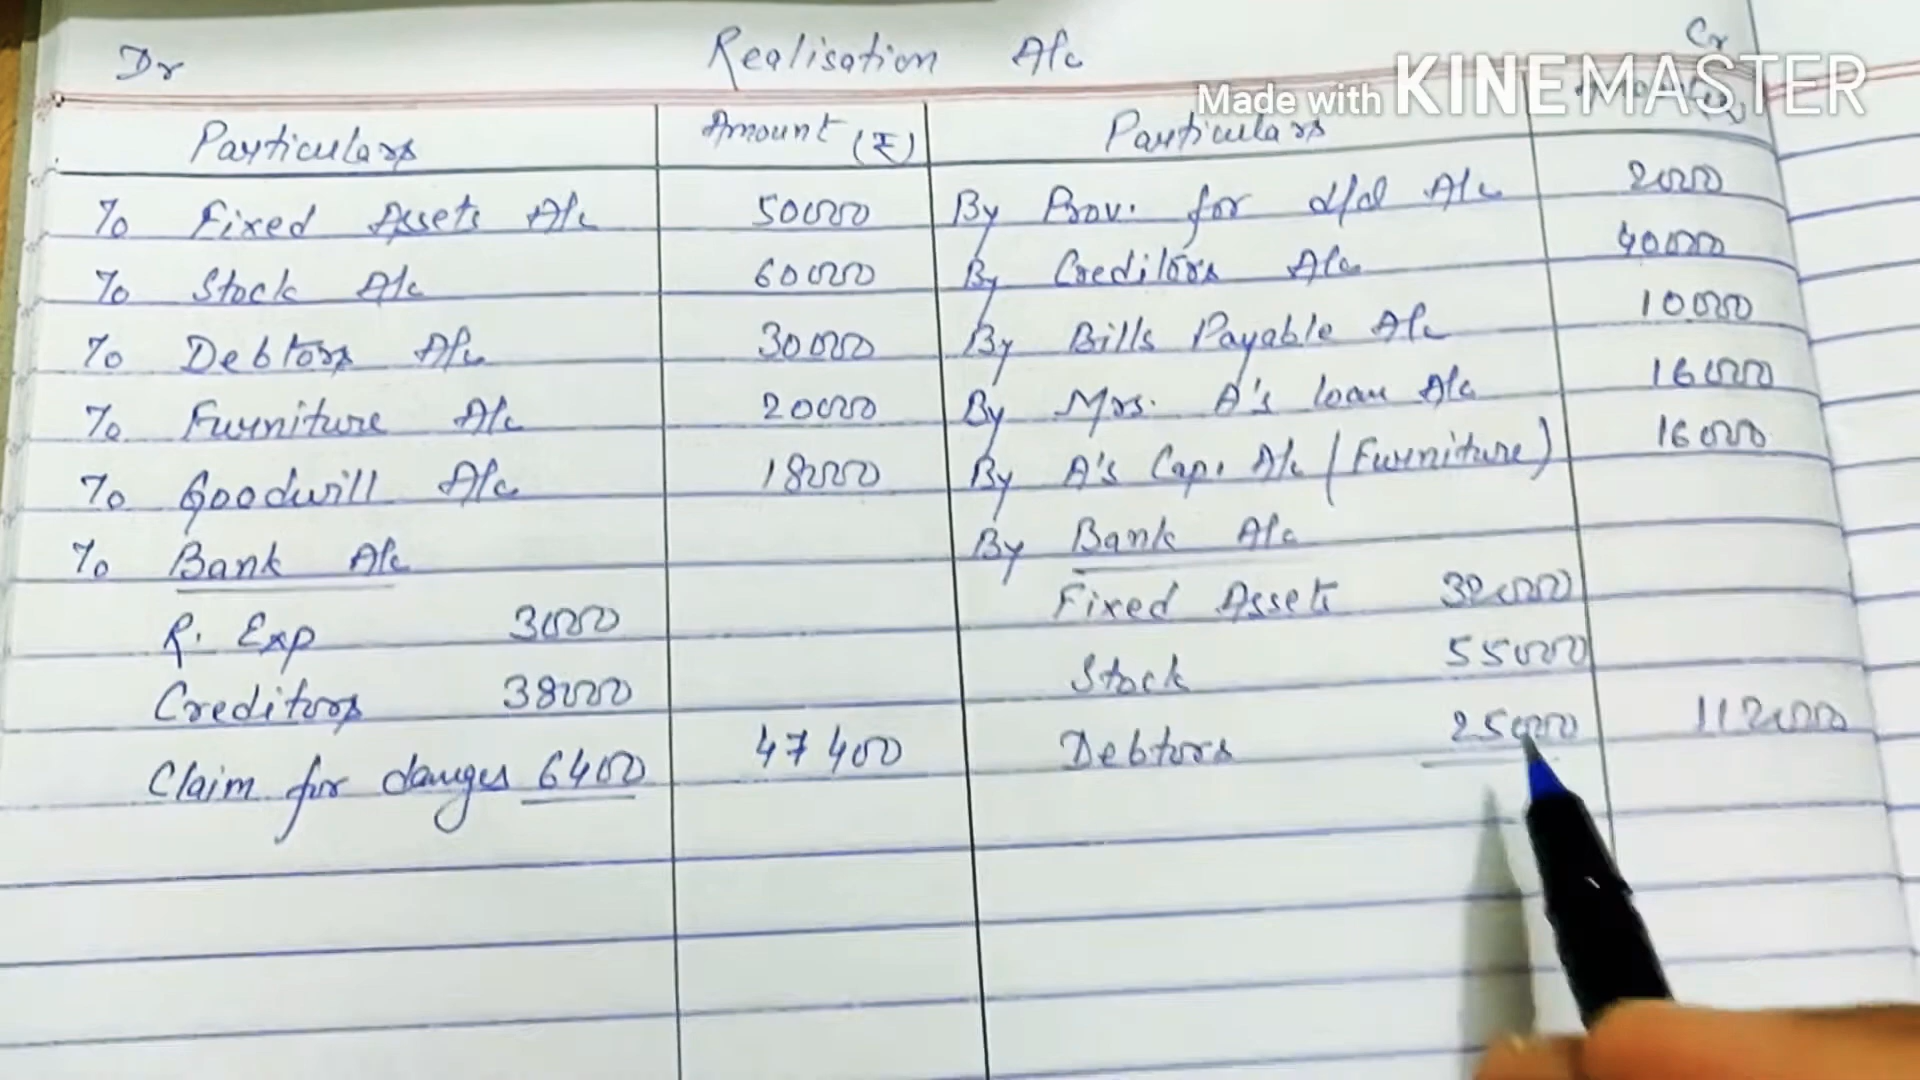 Dr Realisation A/c Cr
Made with KINEMASTER
Particulars Amount (₹) Particulars
To Fixed Assets A/c 50000 By Prov. for d/d A/c 2000
To Stock A/c 60000 By Creditors A/c 40000
To Debtors A/c 30000 By Bills Payable A/c 10000
To Furniture A/c 20000 By Mrs. A's loan A/c 16000
To Goodwill A/c 18000 By A's Cap. A/c (Furniture) 16000
To Bank A/c By Bank A/c
R. Exp 3000 Fixed Assets 32000
Creditors 38000 Stock 55000
Claim for damges 6400 47400 Debtors 25000 112000